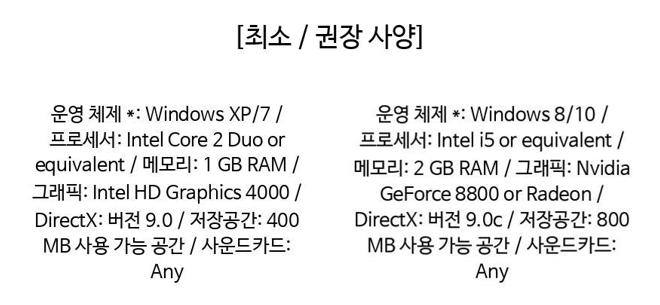 [최소 / 권장 사양]
운영 체제 *: Windows XP/7 /
프로세서: Intel Core 2 Duo or
equivalent / 메모리: 1 GB RAM /
그래픽: Intel HD Graphics 4000 /
DirectX: 버전 9.0 / 저장공간: 400
MB 사용 가능 공간 / 사운드카드:
Any
운영 체제 *: Windows 8/10 /
프로세서: Intel i5 or equivalent /
메모리: 2 GB RAM / 그래픽: Nvidia
GeForce 8800 or Radeon /
DirectX: 버전 9.0c / 저장공간: 800
MB 사용 가능 공간 / 사운드카드:
Any